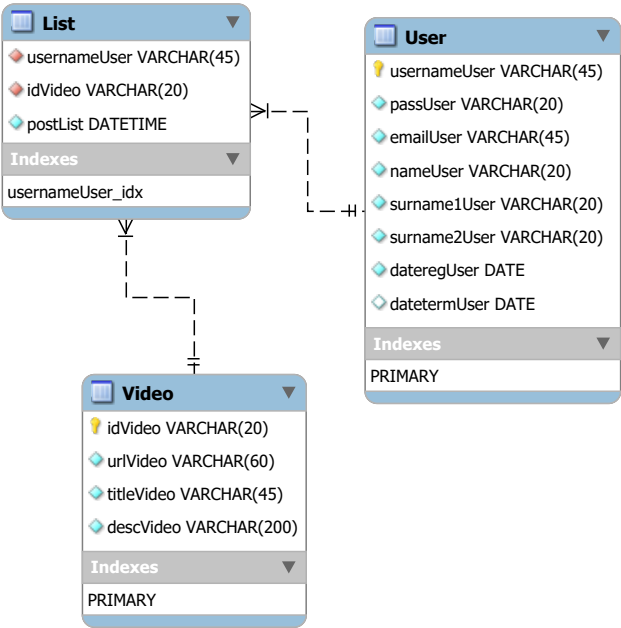 List
usernameUser VARCHAR(45)
idVideo VARCHAR(20)
postList DATETIME
Indexes
usernameUser_idx
User
usernameUser VARCHAR(45)
passUser VARCHAR(20)
emailUser VARCHAR(45)
nameUser VARCHAR(20)
surname1User VARCHAR(20)
surname2User VARCHAR(20)
dateregUser DATE
datetermUser DATE
Indexes
PRIMARY
Video
idVideo VARCHAR(20)
urlVideo VARCHAR(60)
titleVideo VARCHAR(45)
descVideo VARCHAR(200)
Indexes
PRIMARY